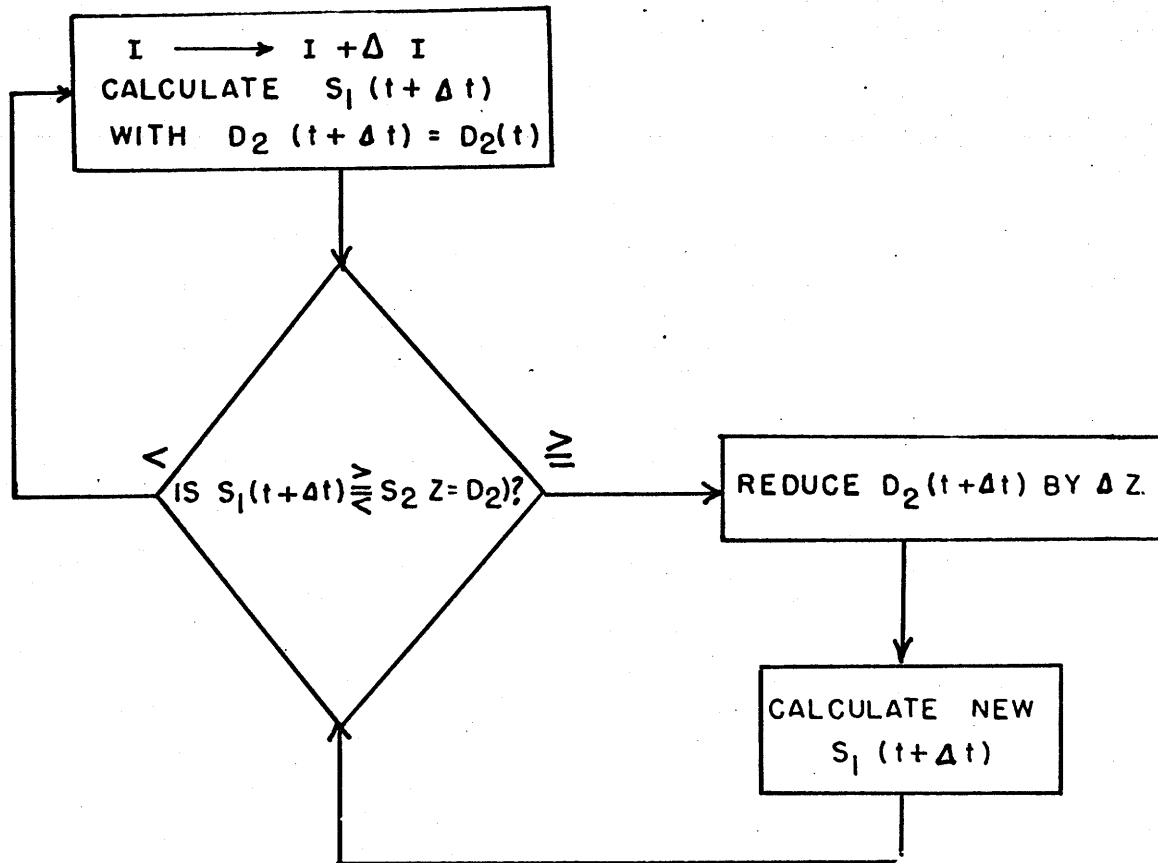 I ⟶ I + Δ I
CALCULATE S₁ (t + Δ t)
WITH D₂ (t + Δ t) = D₂(t)
<
≧
IS S₁(t+Δt) ⪌ S₂ Z = D₂)?
REDUCE D₂(t+Δt) BY Δ Z.
CALCULATE NEW
S₁ (t+Δt)